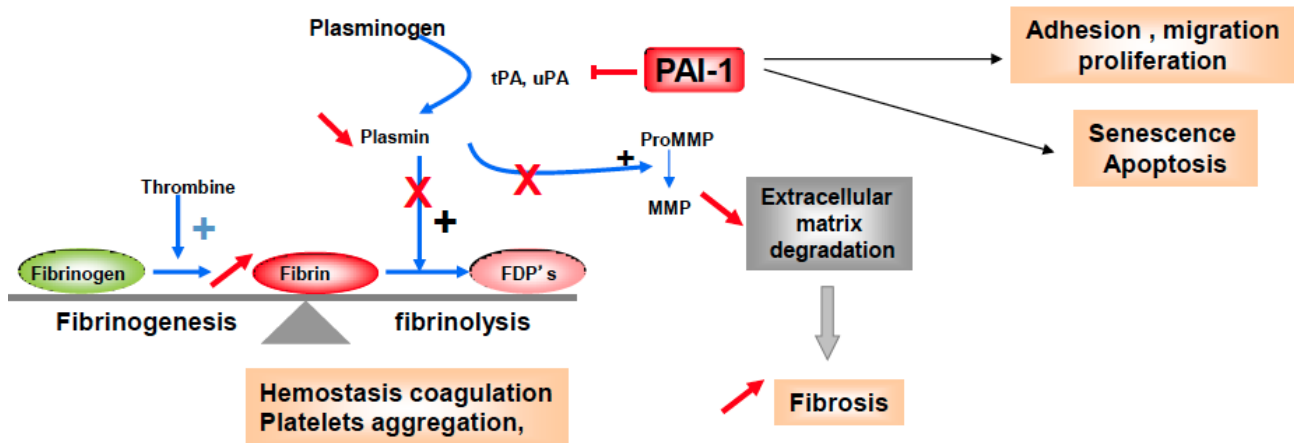 Plasminogen
tPA, uPA
PAI-1
Adhesion , migration
proliferation
Senescence
Apoptosis
Plasmin
X
X
+
ProMMP
MMP
Extracellular
matrix
degradation
Thrombine
+
+
Fibrinogen
Fibrin
FDP's
Fibrinogenesis
fibrinolysis
Hemostasis coagulation
Platelets aggregation,
Fibrosis